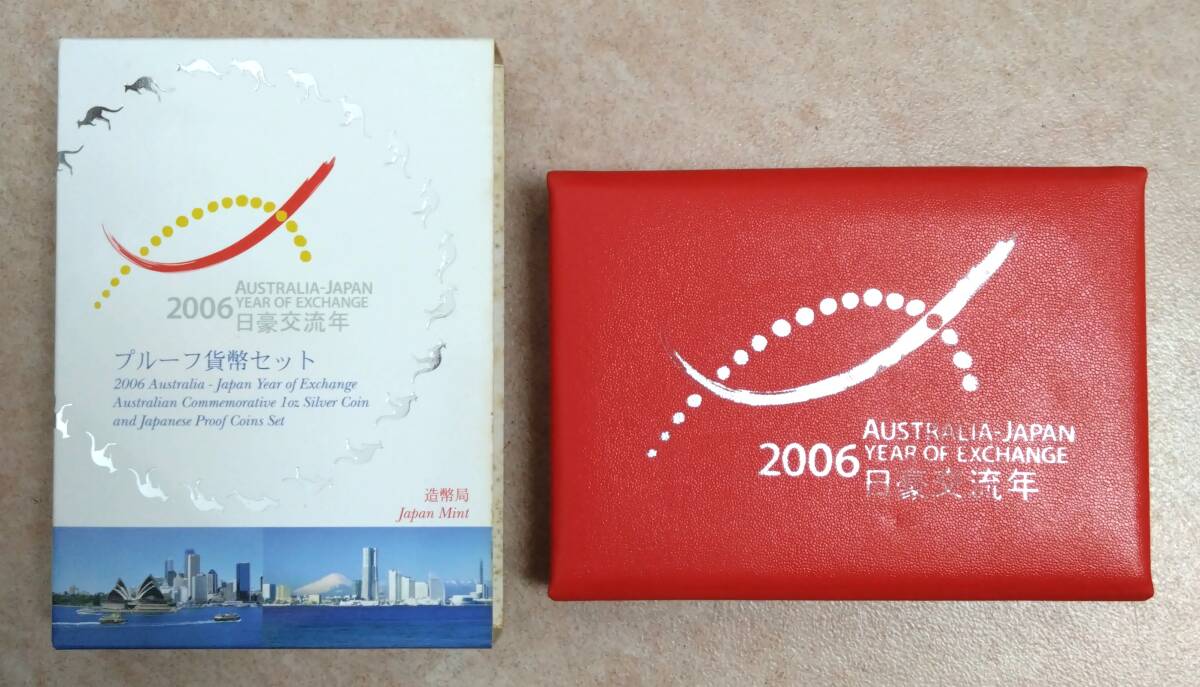 2006 AUSTRALIA-JAPAN
YEAR OF EXCHANGE
日豪交流年
プルーフ貨幣セット
2006 Australia - Japan Year of Exchange
Australian Commemorative 1oz Silver Coin
and Japanese Proof Coins Set
造幣局
Japan Mint
2006 AUSTRALIA-JAPAN
YEAR OF EXCHANGE
日豪交流年